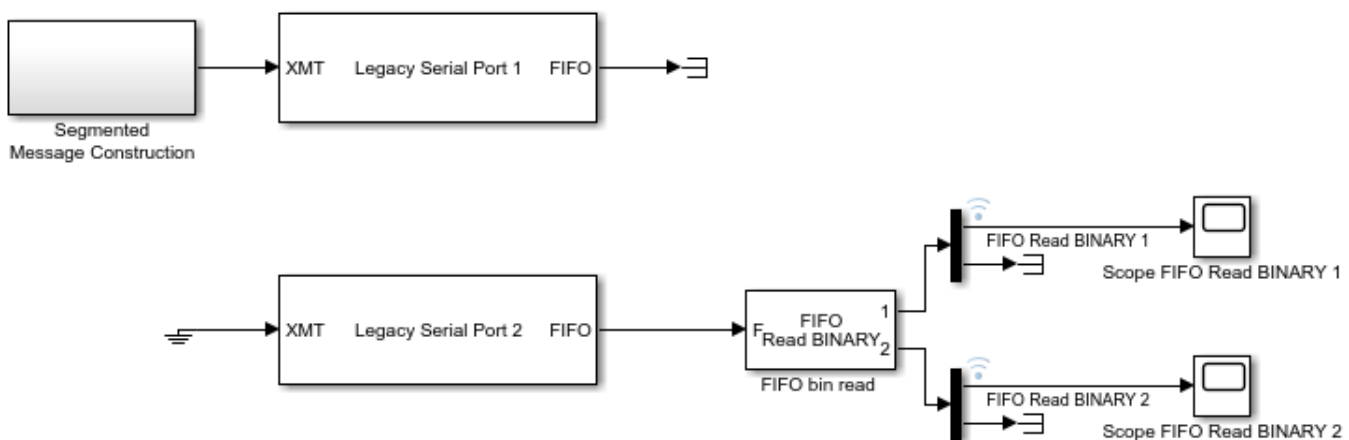 XMT Legacy Serial Port 1 FIFO
Segmented
Message Construction
FIFO Read BINARY 1
Scope FIFO Read BINARY 1
XMT Legacy Serial Port 2 FIFO
F FIFO 1
Read BINARY 2
FIFO bin read
FIFO Read BINARY 2
Scope FIFO Read BINARY 2